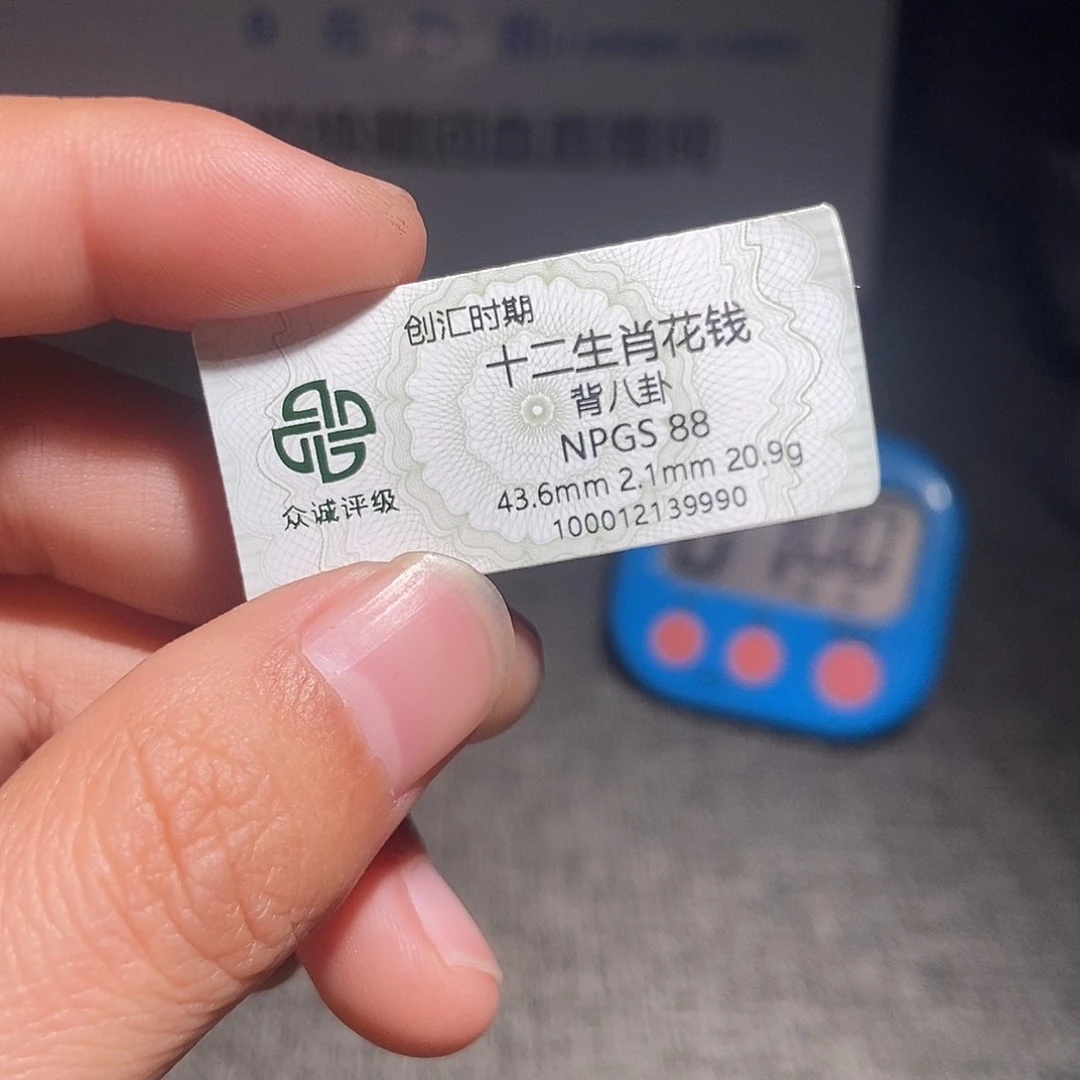 创汇时期
十二生肖花钱
背八卦
NPGS 88
43.6mm 2.1mm 20.9g
100012139990
众诚评级